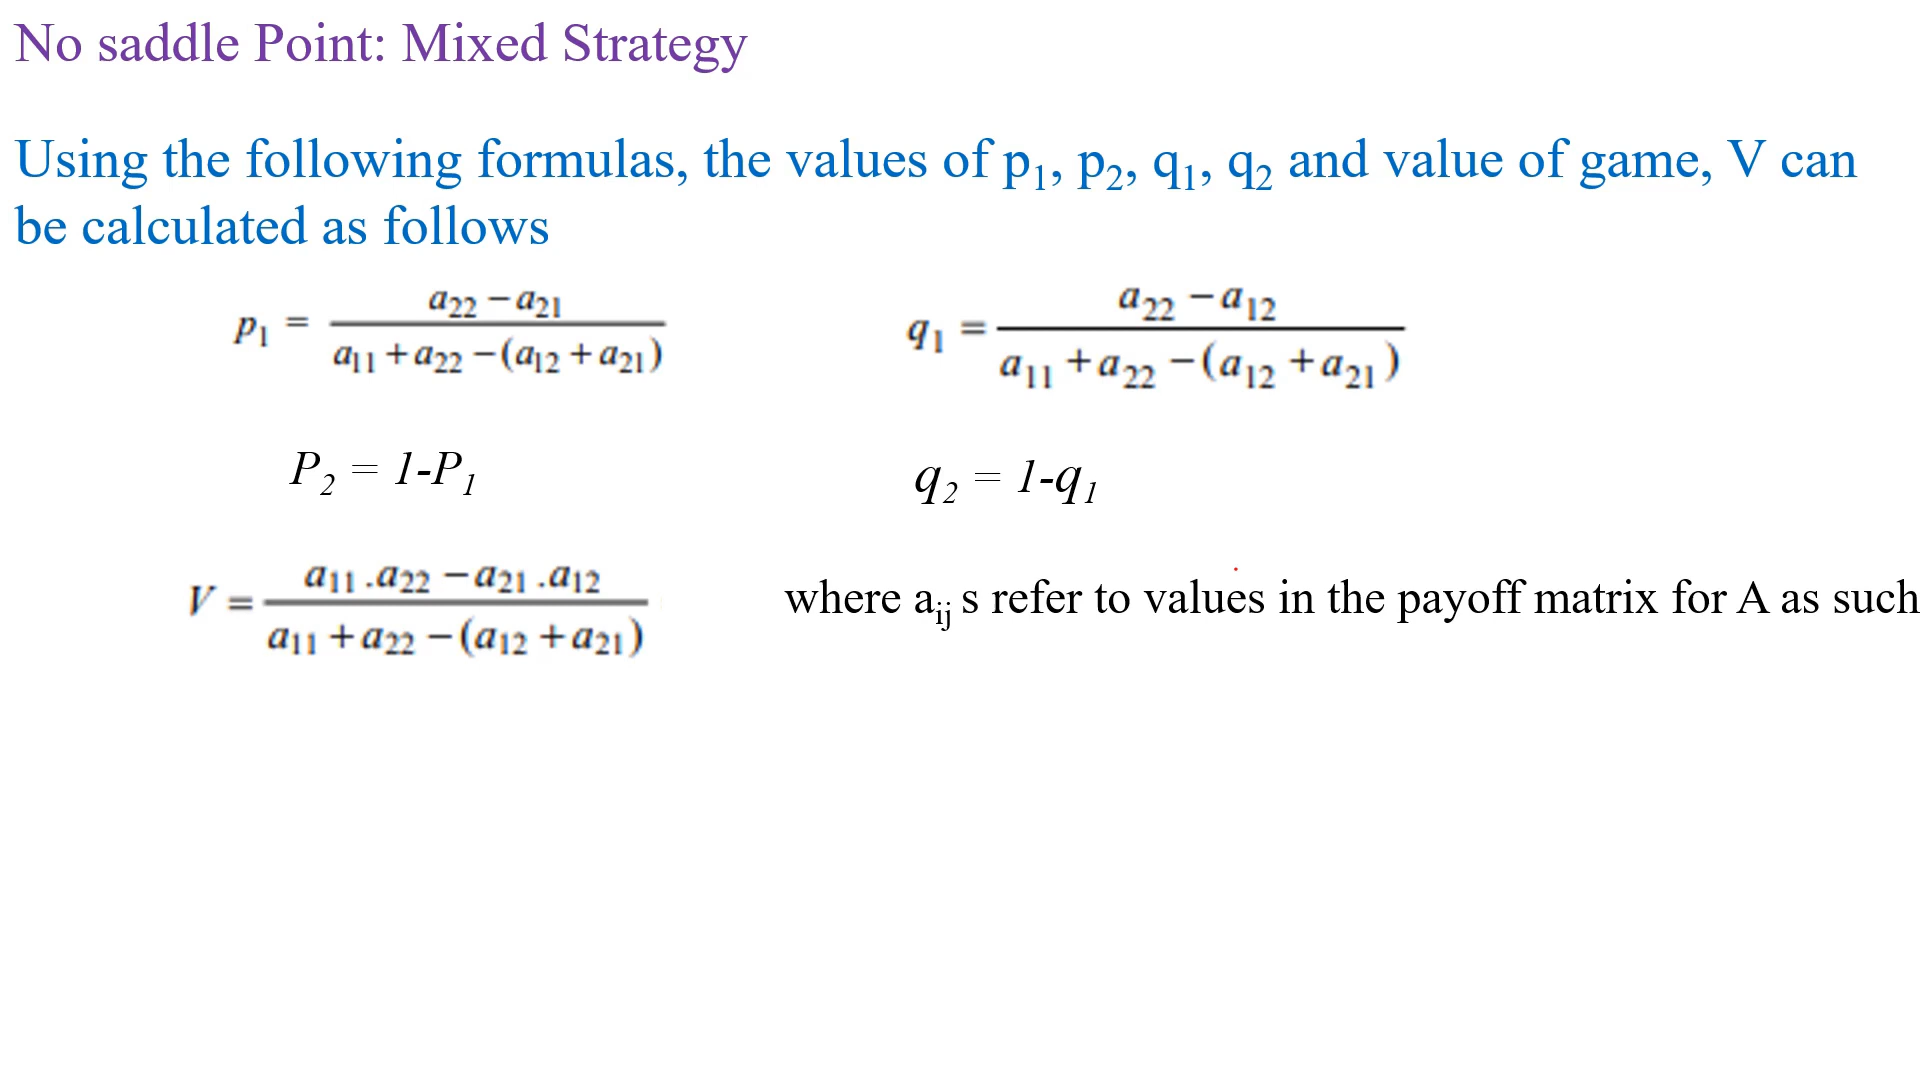 No saddle Point: Mixed Strategy
Using the following formulas, the values of p₁, p₂, q₁, q₂ and value of game, V can
be calculated as follows
p₁ = (a₂₂ − a₂₁) / (a₁₁ + a₂₂ − (a₁₂ + a₂₁))
q₁ = (a₂₂ − a₁₂) / (a₁₁ + a₂₂ − (a₁₂ + a₂₁))
P₂ = 1-P₁
q₂ = 1-q₁
V = (a₁₁ . a₂₂ − a₂₁ . a₁₂) / (a₁₁ + a₂₂ − (a₁₂ + a₂₁))
where aᵢⱼ s refer to values in the payoff matrix for A as such